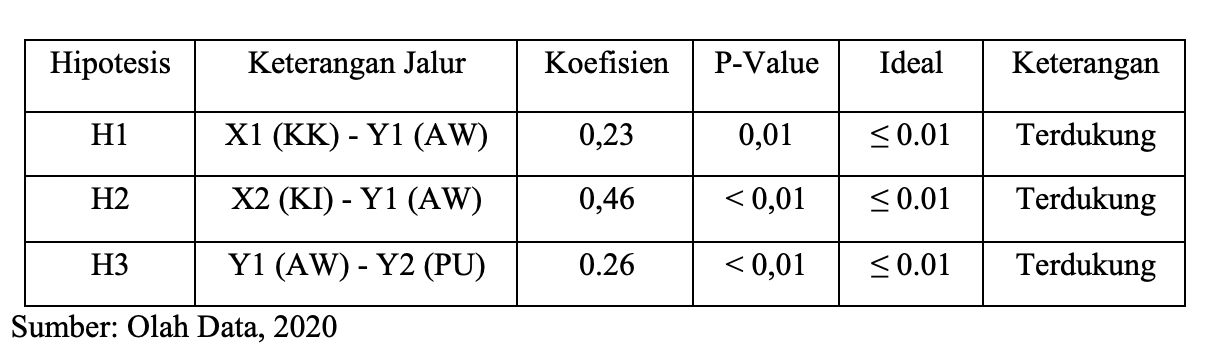 Hipotesis Keterangan Jalur Koefisien P-Value Ideal Keterangan
H1 X1 (KK) - Y1 (AW) 0,23 0,01 ≤ 0.01 Terdukung
H2 X2 (KI) - Y1 (AW) 0,46 < 0,01 ≤ 0.01 Terdukung
H3 Y1 (AW) - Y2 (PU) 0.26 < 0,01 ≤ 0.01 Terdukung
Sumber: Olah Data, 2020